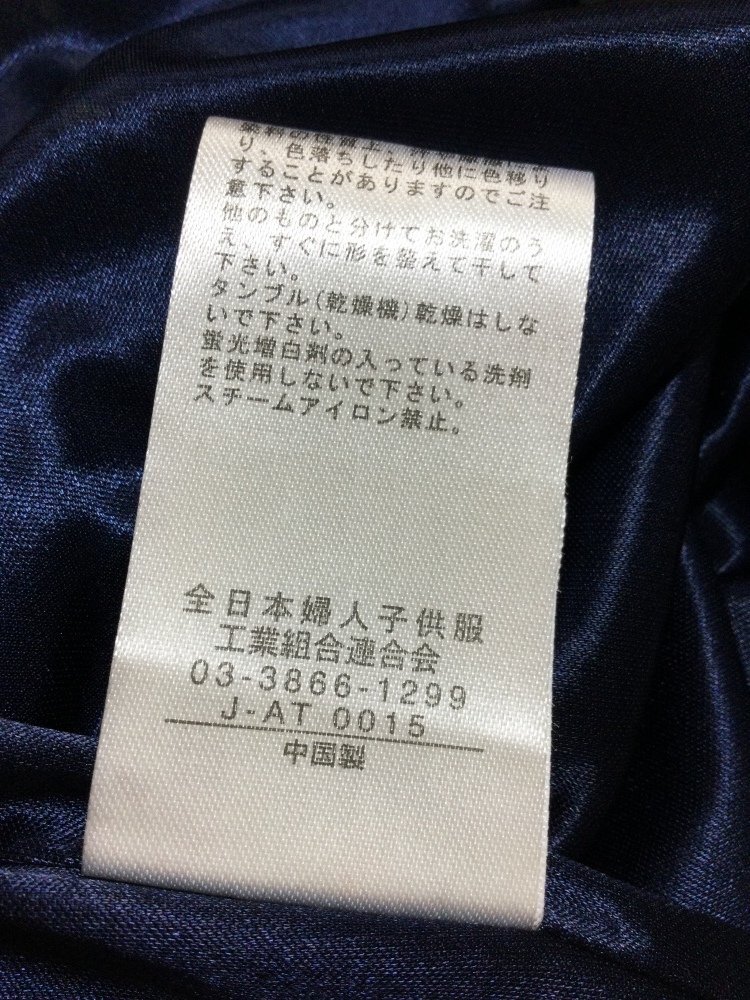 染料の特性上、
り、色落ちしたり他に色移り
することがありますのでご注
意下さい。
他のものと分けてお洗濯のう
え、すぐに形を整えて干して
下さい。
タンブル(乾燥機)乾燥はしな
いで下さい。
蛍光増白剤の入っている洗剤
を使用しないで下さい。
スチームアイロン禁止。
全日本婦人子供服
工業組合連合会
03-3866-1299
J-AT 0015
中国製